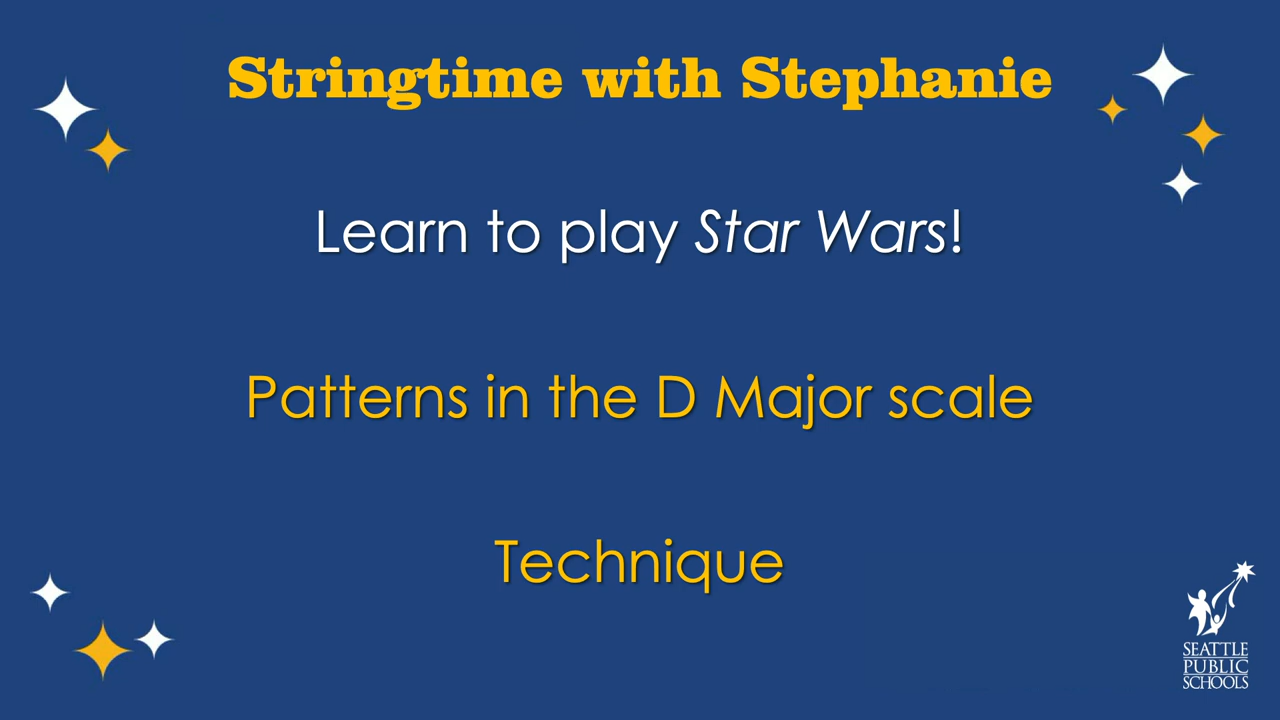 Stringtime with Stephanie
Learn to play Star Wars!
Patterns in the D Major scale
Technique
SEATTLE
PUBLIC
SCHOOLS